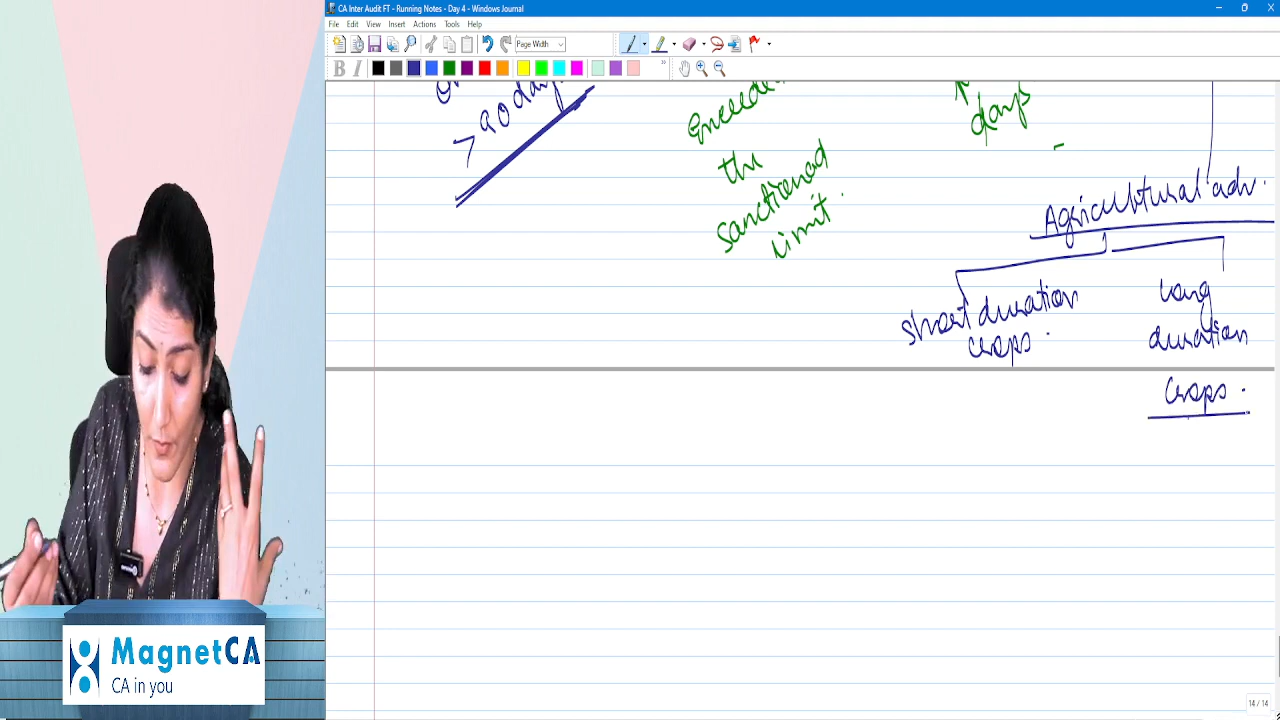 CA Inter Audit FT - Running Notes - Day 4 - Windows Journal
File Edit View Insert Actions Tools Help
Page Width
B I
> 90 days
Exceeded
the
sanctioned
limit.
days
Agricultural adv.
short duration
crops.
long
duration
crops.
MagnetCA
CA in you
14 / 14